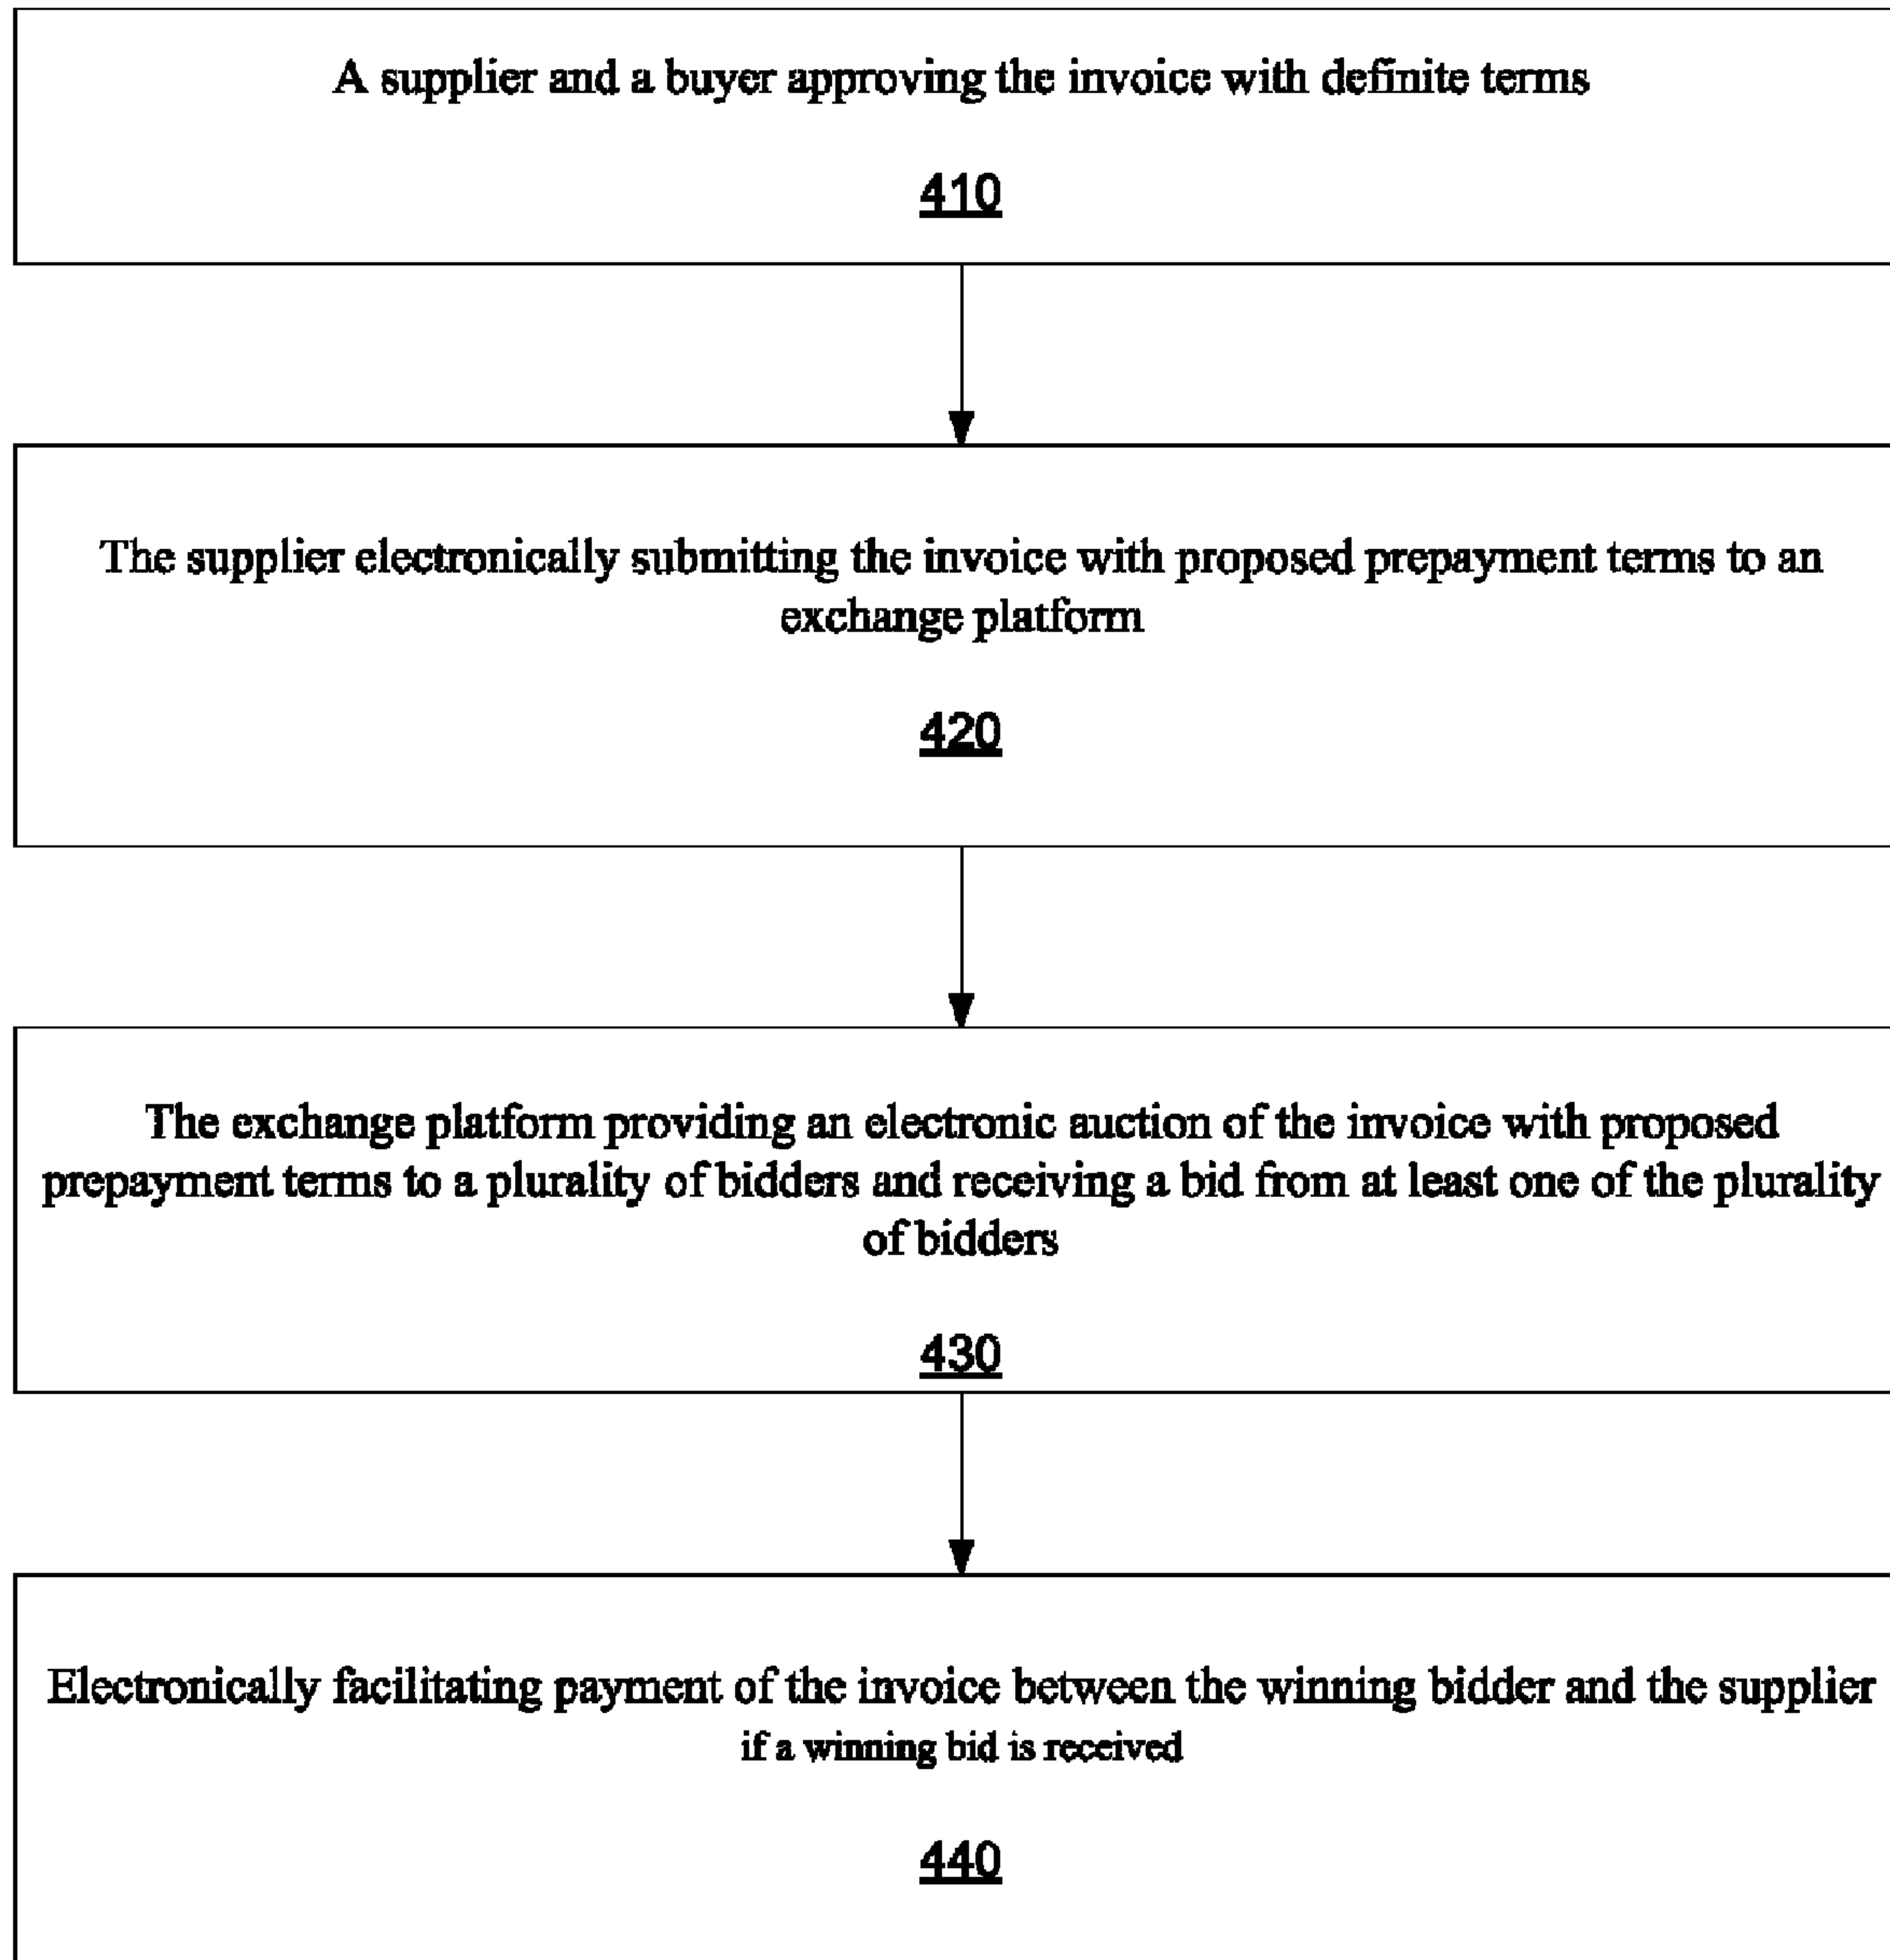 A supplier and a buyer approving the invoice with definite terms
410
The supplier electronically submitting the invoice with proposed prepayment terms to an
exchange platform
420
The exchange platform providing an electronic auction of the invoice with proposed
prepayment terms to a plurality of bidders and receiving a bid from at least one of the plurality
of bidders
430
Electronically facilitating payment of the invoice between the winning bidder and the supplier
if a winning bid is received
440